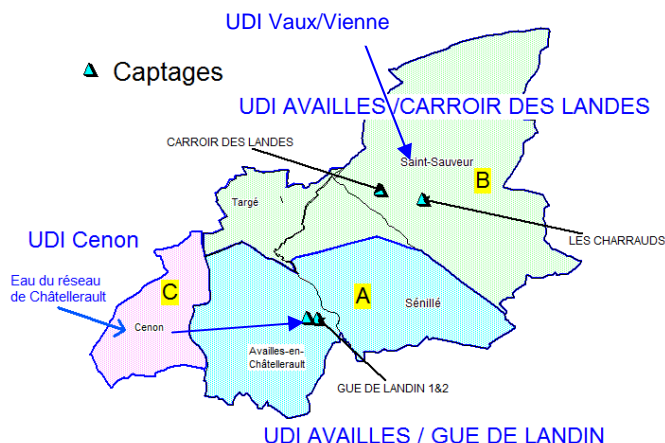 UDI Vaux/Vienne
Captages
UDI AVAILLES /CARROIR DES LANDES
CARROIR DES LANDES
Saint-Sauveur
B
Targé
LES CHARRAUDS
UDI Cenon
Eau du réseau
de Châtellerault
C
A
Sénillé
Cenon
Availles-en-
Châtellerault
GUE DE LANDIN 1&2
UDI AVAILLES / GUE DE LANDIN